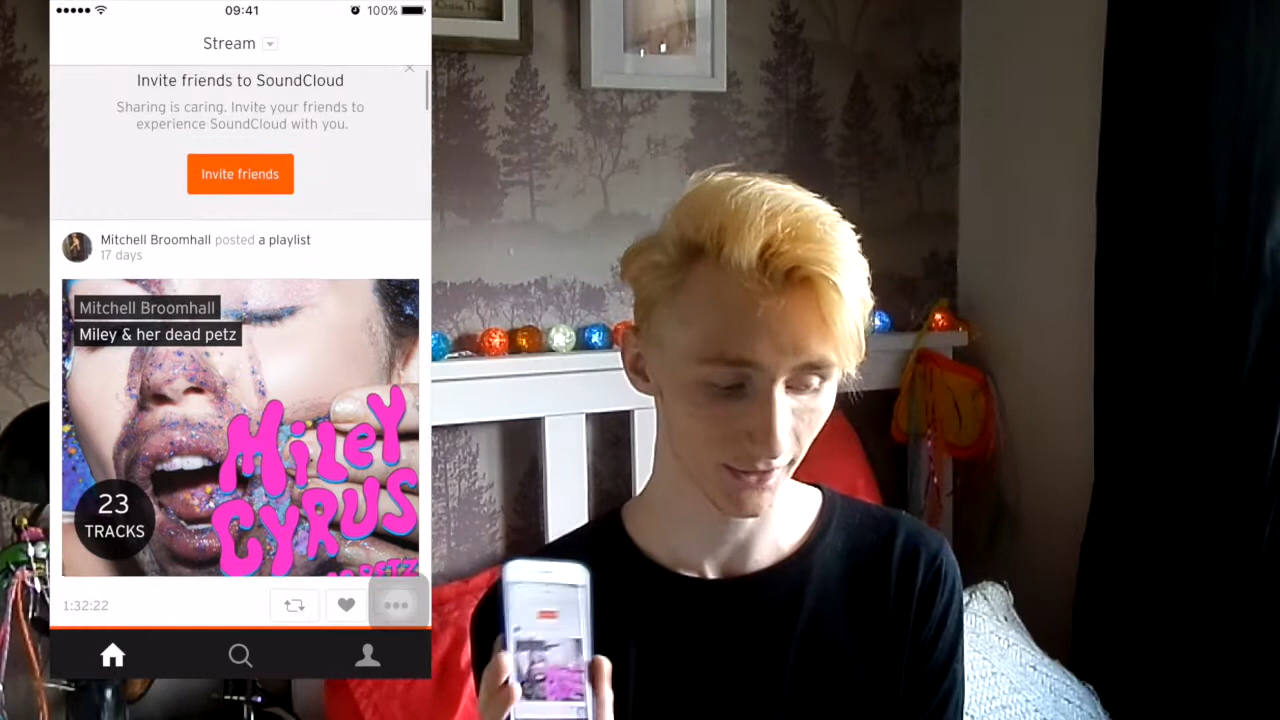 09:41
100%
Stream
Invite friends to SoundCloud
Sharing is caring. Invite your friends to
experience SoundCloud with you.
Invite friends
Mitchell Broomhall posted a playlist
17 days
Mitchell Broomhall
Miley & her dead petz
MiLEY
CYRUS
PETZ
23
TRACKS
1:32:22